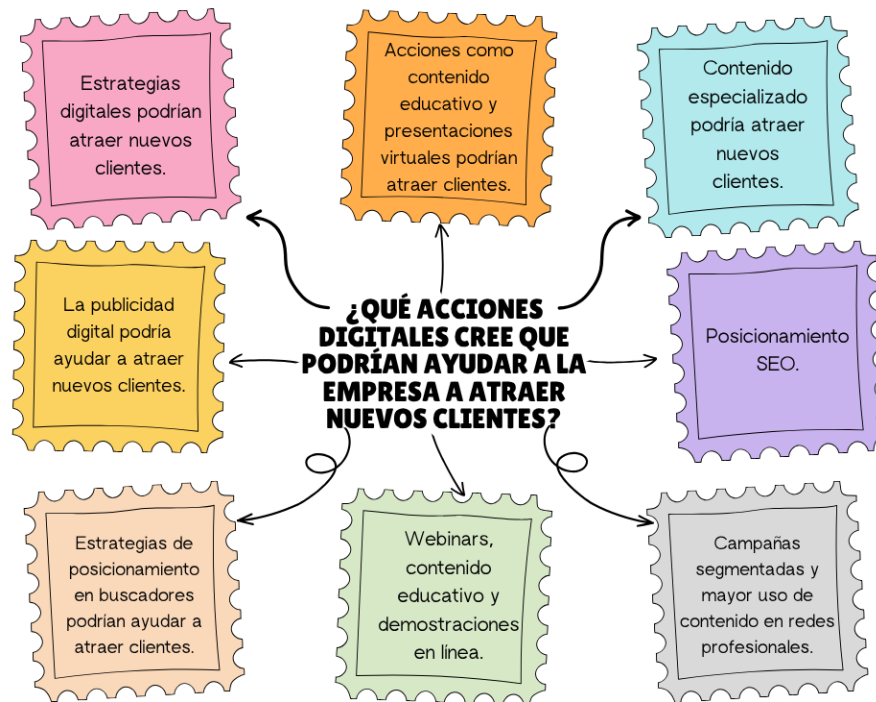 Estrategias
digitales podrían
atraer nuevos
clientes.
Acciones como
contenido
educativo y
presentaciones
virtuales podrían
atraer clientes.
Contenido
especializado
podría atraer
nuevos
clientes.
La publicidad
digital podría
ayudar a atraer
nuevos clientes.
¿QUÉ ACCIONES
DIGITALES CREE QUE
PODRÍAN AYUDAR A LA
EMPRESA A ATRAER
NUEVOS CLIENTES?
Posicionamiento
SEO.
Estrategias de
posicionamiento
en buscadores
podrían ayudar a
atraer clientes.
Webinars,
contenido
educativo y
demostraciones
en línea.
Campañas
segmentadas y
mayor uso de
contenido en redes
profesionales.